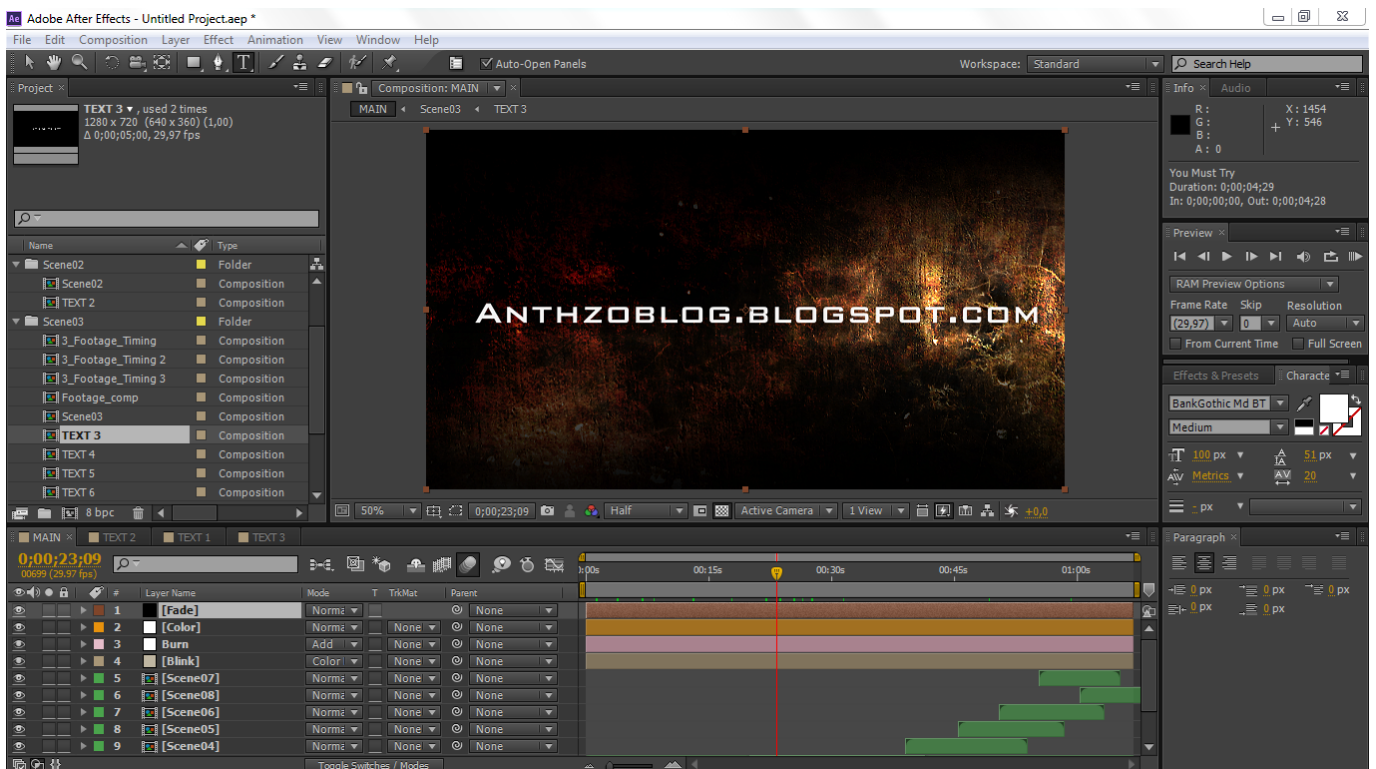 Ae Adobe After Effects - Untitled Project.aep *
File Edit Composition Layer Effect Animation View Window Help
T Auto-Open Panels Workspace: Standard Search Help
Project × Composition: MAIN × Info × Audio
TEXT 3 , used 2 times
1280 x 720 (640 x 360) (1,00)
Δ 0;00;05;00, 29,97 fps
MAIN Scene03 TEXT 3
R :
G :
B :
A : 0
X : 1454
Y : 546
You Must Try
Duration: 0;00;04;29
In: 0;00;00;00, Out: 0;00;04;28
Name Type
Scene02 Folder
Scene02 Composition
TEXT 2 Composition
Scene03 Folder
3_Footage_Timing Composition
3_Footage_Timing 2 Composition
3_Footage_Timing 3 Composition
Footage_comp Composition
Scene03 Composition
TEXT 3 Composition
TEXT 4 Composition
TEXT 5 Composition
TEXT 6 Composition
8 bpc
Anthzoblog.blogspot.com
50% 0;00;23;09 Half Active Camera 1 View +0,0
Preview ×
RAM Preview Options
Frame Rate Skip Resolution
(29,97) 0 Auto
From Current Time Full Screen
Effects & Presets Characte
BankGothic Md BT
Medium
T 100 px A 51 px
AV Metrics AV 20
- px
Paragraph ×
0 px 0 px 0 px
0 px 0 px
MAIN × TEXT 2 TEXT 1 TEXT 3
0;00;23;09
00699 (29.97 fps)
00s 00:15s 00:30s 00:45s 01:00s
# Layer Name Mode T TrkMat Parent
1 [Fade] Norma None
2 [Color] Norma None None
3 Burn Add None None
4 [Blink] Color None None
5 [Scene07] Norma None None
6 [Scene08] Norma None None
7 [Scene06] Norma None None
8 [Scene05] Norma None None
9 [Scene04] Norma None None
Toggle Switches / Modes